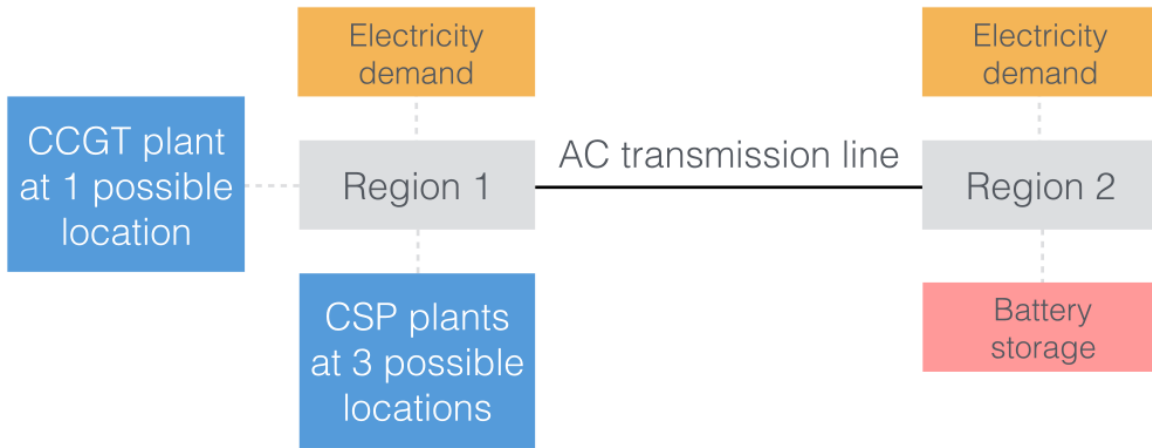 Electricity
demand
Electricity
demand
CCGT plant
at 1 possible
location
Region 1
AC transmission line
Region 2
CSP plants
at 3 possible
locations
Battery
storage